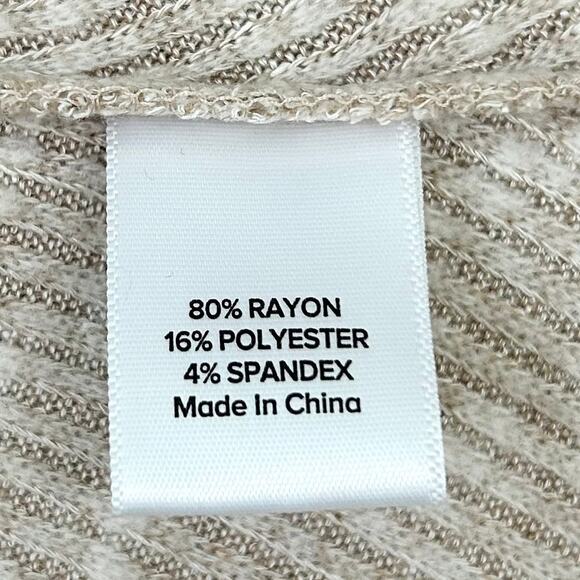 80% RAYON
16% POLYESTER
4% SPANDEX
Made In China